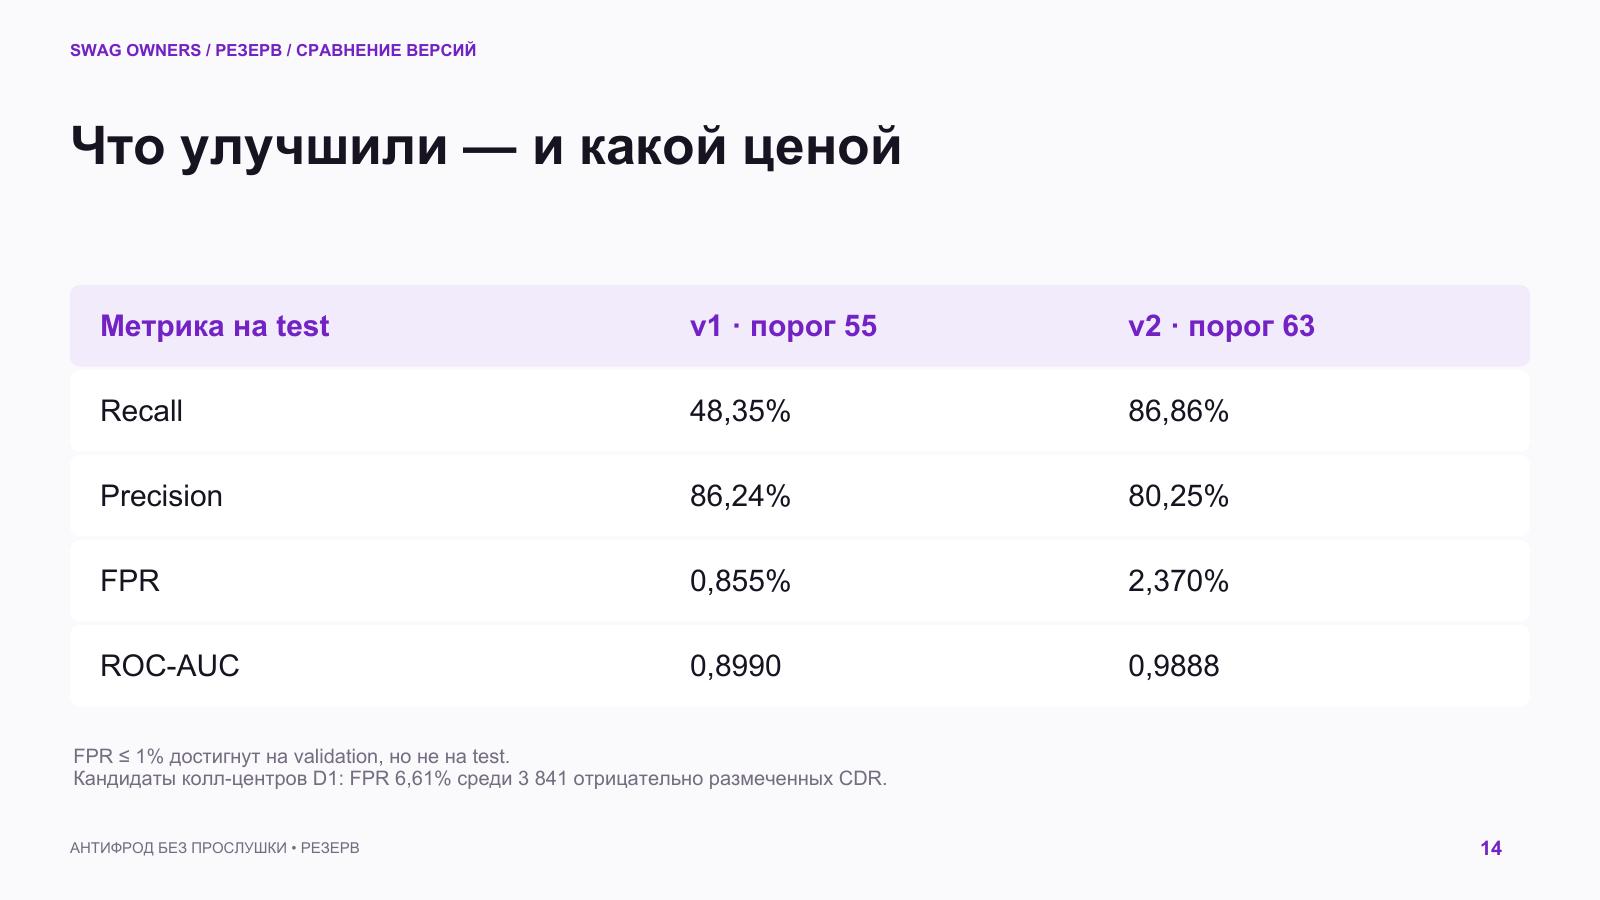 SWAG OWNERS / РЕЗЕРВ / СРАВНЕНИЕ ВЕРСИЙ
Что улучшили — и какой ценой
Метрика на test v1 · порог 55 v2 · порог 63
Recall 48,35% 86,86%
Precision 86,24% 80,25%
FPR 0,855% 2,370%
ROC-AUC 0,8990 0,9888
FPR ≤ 1% достигнут на validation, но не на test.
Кандидаты колл-центров D1: FPR 6,61% среди 3 841 отрицательно размеченных CDR.
АНТИФРОД БЕЗ ПРОСЛУШКИ • РЕЗЕРВ 14